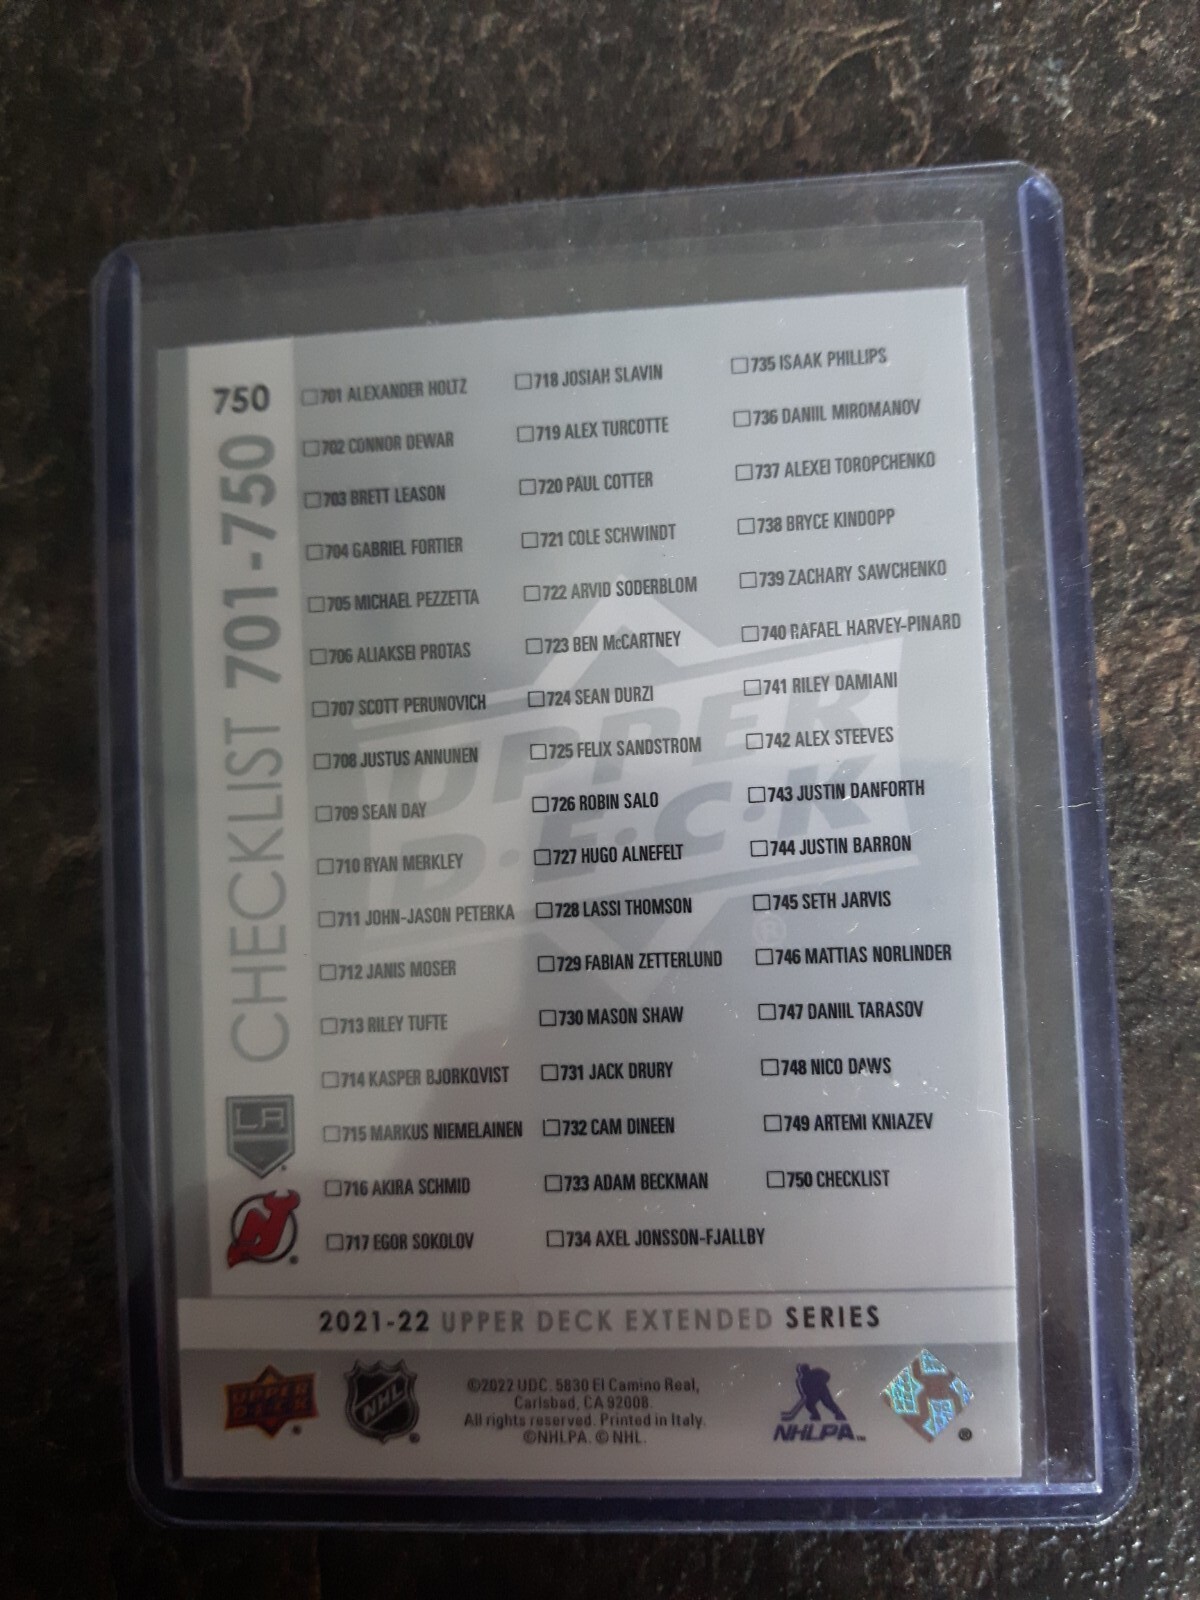 750
CHECKLIST 701-750
LA
701 ALEXANDER HOLTZ
702 CONNOR DEWAR
703 BRETT LEASON
704 GABRIEL FORTIER
705 MICHAEL PEZZETTA
706 ALIAKSEI PROTAS
707 SCOTT PERUNOVICH
708 JUSTUS ANNUNEN
709 SEAN DAY
710 RYAN MERKLEY
711 JOHN-JASON PETERKA
712 JANIS MOSER
713 RILEY TUFTE
714 KASPER BJORKQVIST
715 MARKUS NIEMELAINEN
716 AKIRA SCHMID
717 EGOR SOKOLOV
718 JOSIAH SLAVIN
719 ALEX TURCOTTE
720 PAUL COTTER
721 COLE SCHWINDT
722 ARVID SODERBLOM
723 BEN McCARTNEY
724 SEAN DURZI
725 FELIX SANDSTROM
726 ROBIN SALO
727 HUGO ALNEFELT
728 LASSI THOMSON
729 FABIAN ZETTERLUND
730 MASON SHAW
731 JACK DRURY
732 CAM DINEEN
733 ADAM BECKMAN
734 AXEL JONSSON-FJALLBY
735 ISAAK PHILLIPS
736 DANIIL MIROMANOV
737 ALEXEI TOROPCHENKO
738 BRYCE KINDOPP
739 ZACHARY SAWCHENKO
740 RAFAEL HARVEY-PINARD
741 RILEY DAMIANI
742 ALEX STEEVES
743 JUSTIN DANFORTH
744 JUSTIN BARRON
745 SETH JARVIS
746 MATTIAS NORLINDER
747 DANIIL TARASOV
748 NICO DAWS
749 ARTEMI KNIAZEV
750 CHECKLIST
UPPER
D·E·C·K
®
2021-22 UPPER DECK EXTENDED SERIES
UPPER
DECK
NHL
©2022 UDC. 5830 El Camino Real,
Carlsbad, CA 92008.
All rights reserved. Printed in Italy.
©NHLPA. © NHL.
NHLPA™
®